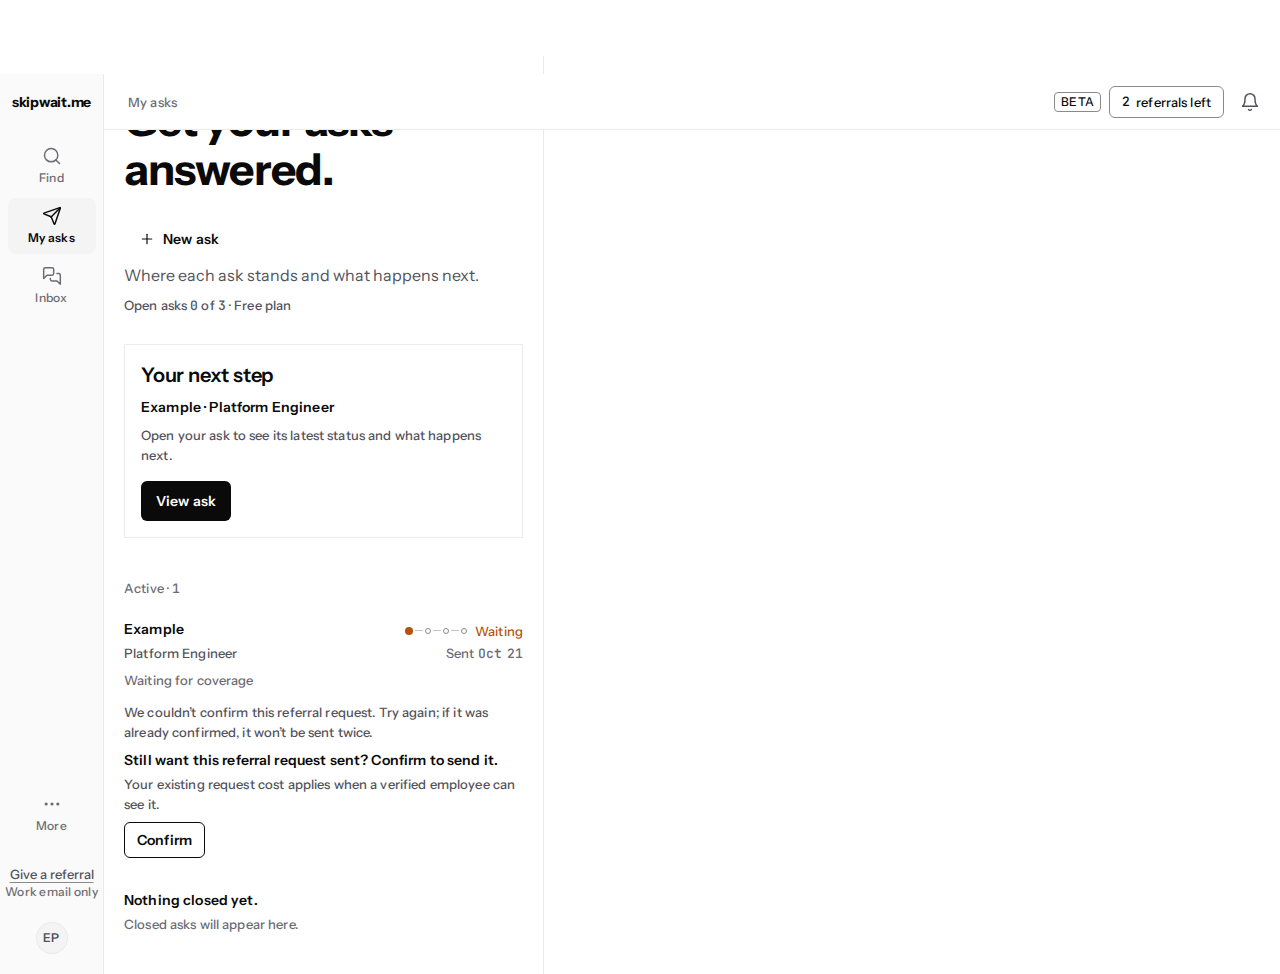 skipwait.me
My asks
BETA
2 referrals left
Find
My asks
Inbox
More
Give a referral
Work email only
EP
Get your asks
answered.
New ask
Where each ask stands and what happens next.
Open asks 0 of 3 · Free plan
Your next step
Example · Platform Engineer
Open your ask to see its latest status and what happens
next.
View ask
Active · 1
Example
Waiting
Platform Engineer
Sent Oct 21
Waiting for coverage
We couldn't confirm this referral request. Try again; if it was
already confirmed, it won't be sent twice.
Still want this referral request sent? Confirm to send it.
Your existing request cost applies when a verified employee can
see it.
Confirm
Nothing closed yet.
Closed asks will appear here.